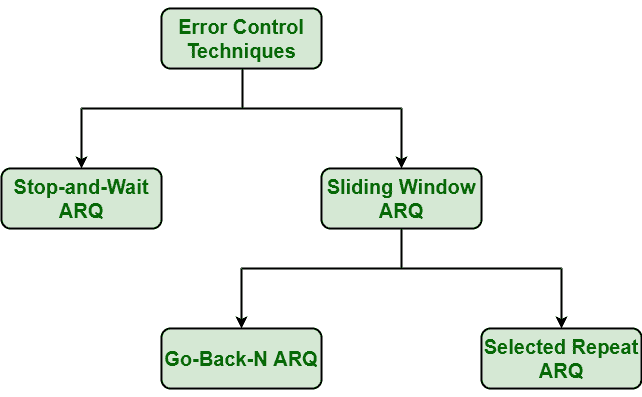 Error Control
Techniques
Stop-and-Wait
ARQ
Sliding Window
ARQ
Go-Back-N ARQ
Selected Repeat
ARQ